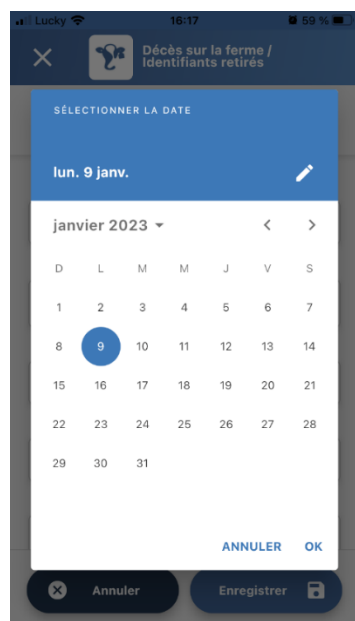 Lucky 16:17 59 %
Décès sur la ferme /
Identifiants retirés
SÉLECTIONNER LA DATE
lun. 9 janv.
janvier 2023
D L M M J V S
1 2 3 4 5 6 7
8 9 10 11 12 13 14
15 16 17 18 19 20 21
22 23 24 25 26 27 28
29 30 31
ANNULER OK
Annuler Enregistrer